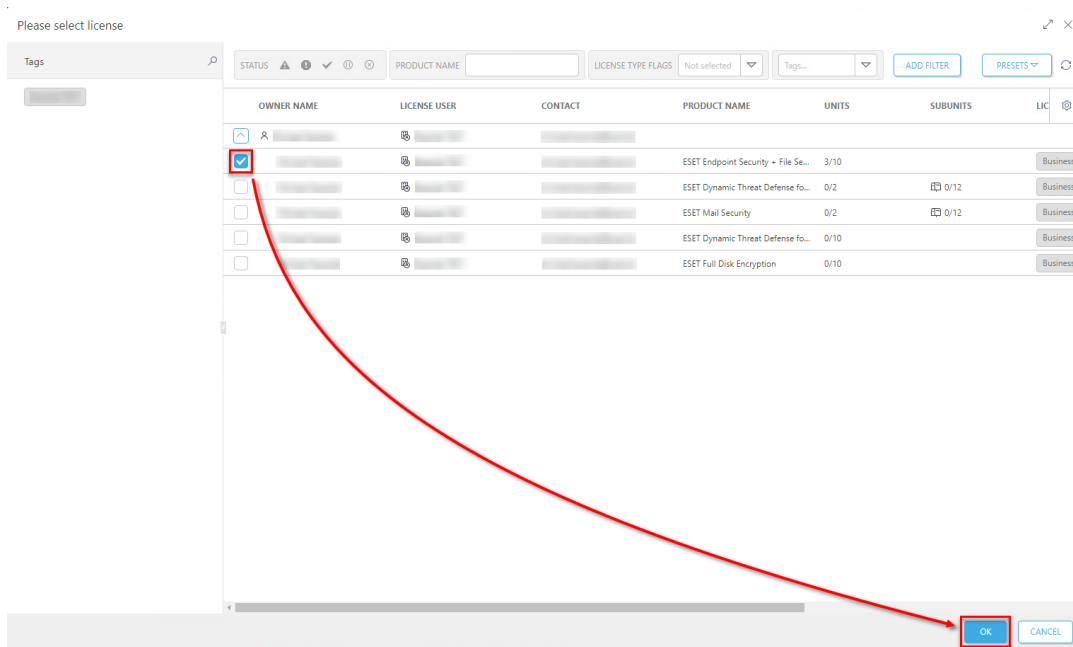 Please select license
Tags
STATUS PRODUCT NAME LICENSE TYPE FLAGS Not selected Tags... ADD FILTER PRESETS
OWNER NAME LICENSE USER CONTACT PRODUCT NAME UNITS SUBUNITS LIC
ESET Endpoint Security + File Se... 3/10 Business
ESET Dynamic Threat Defense fo... 0/2 0/12 Business
ESET Mail Security 0/2 0/12 Business
ESET Dynamic Threat Defense fo... 0/10 Business
ESET Full Disk Encryption 0/10 Business
OK CANCEL